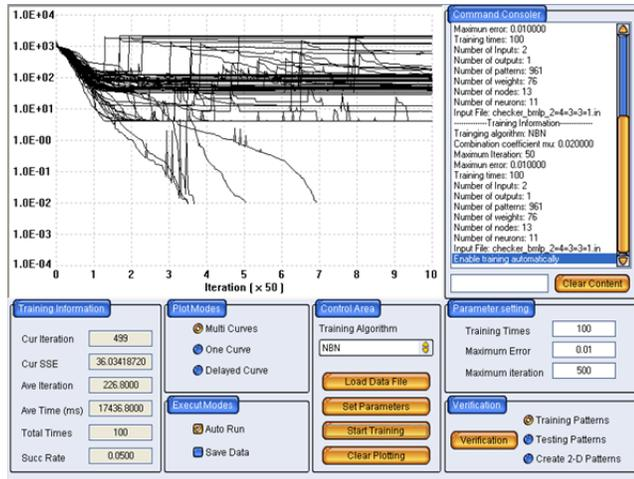 1.0E+04
1.0E+03
1.0E+02
1.0E+01
1.0E-00
1.0E-01
1.0E-02
1.0E-03
1.0E-04
0 1 2 3 4 5 6 7 8 9 10
Iteration [ x 50 ]
Command Consoler
Maximun error: 0.010000
Training times: 100
Number of Inputs: 2
Number of outputs: 1
Number of patterns: 961
Number of weights: 76
Number of nodes: 13
Number of neurons: 11
Input File: checker_bmlp_2=4=3=3=1.in
------------Training Information------------
Trainging algorithm: NBN
Combination coefficient mu: 0.020000
Maximum Iteration: 50
Maximun error: 0.010000
Training times: 100
Number of Inputs: 2
Number of outputs: 1
Number of patterns: 961
Number of weights: 76
Number of nodes: 13
Number of neurons: 11
Input File: checker_bmlp_2=4=3=3=1.in
Enable training automatically
Clear Content
Training Information
Cur Iteration 499
Cur SSE 36.03418720
Ave Iteration 226.8000
Ave Time (ms) 17436.8000
Total Times 100
Succ Rate 0.0500
PlotModes
Multi Curves
One Curve
Delayed Curve
ExecutModes
Auto Run
Save Data
Control Area
Training Algorithm
NBN
Load Data File
Set Parameters
Start Training
Clear Plotting
Parameter setting
Training Times 100
Maximum Error 0.01
Maximum iteration 500
Verification
Verification
Training Patterns
Testing Patterns
Create 2-D Patterns